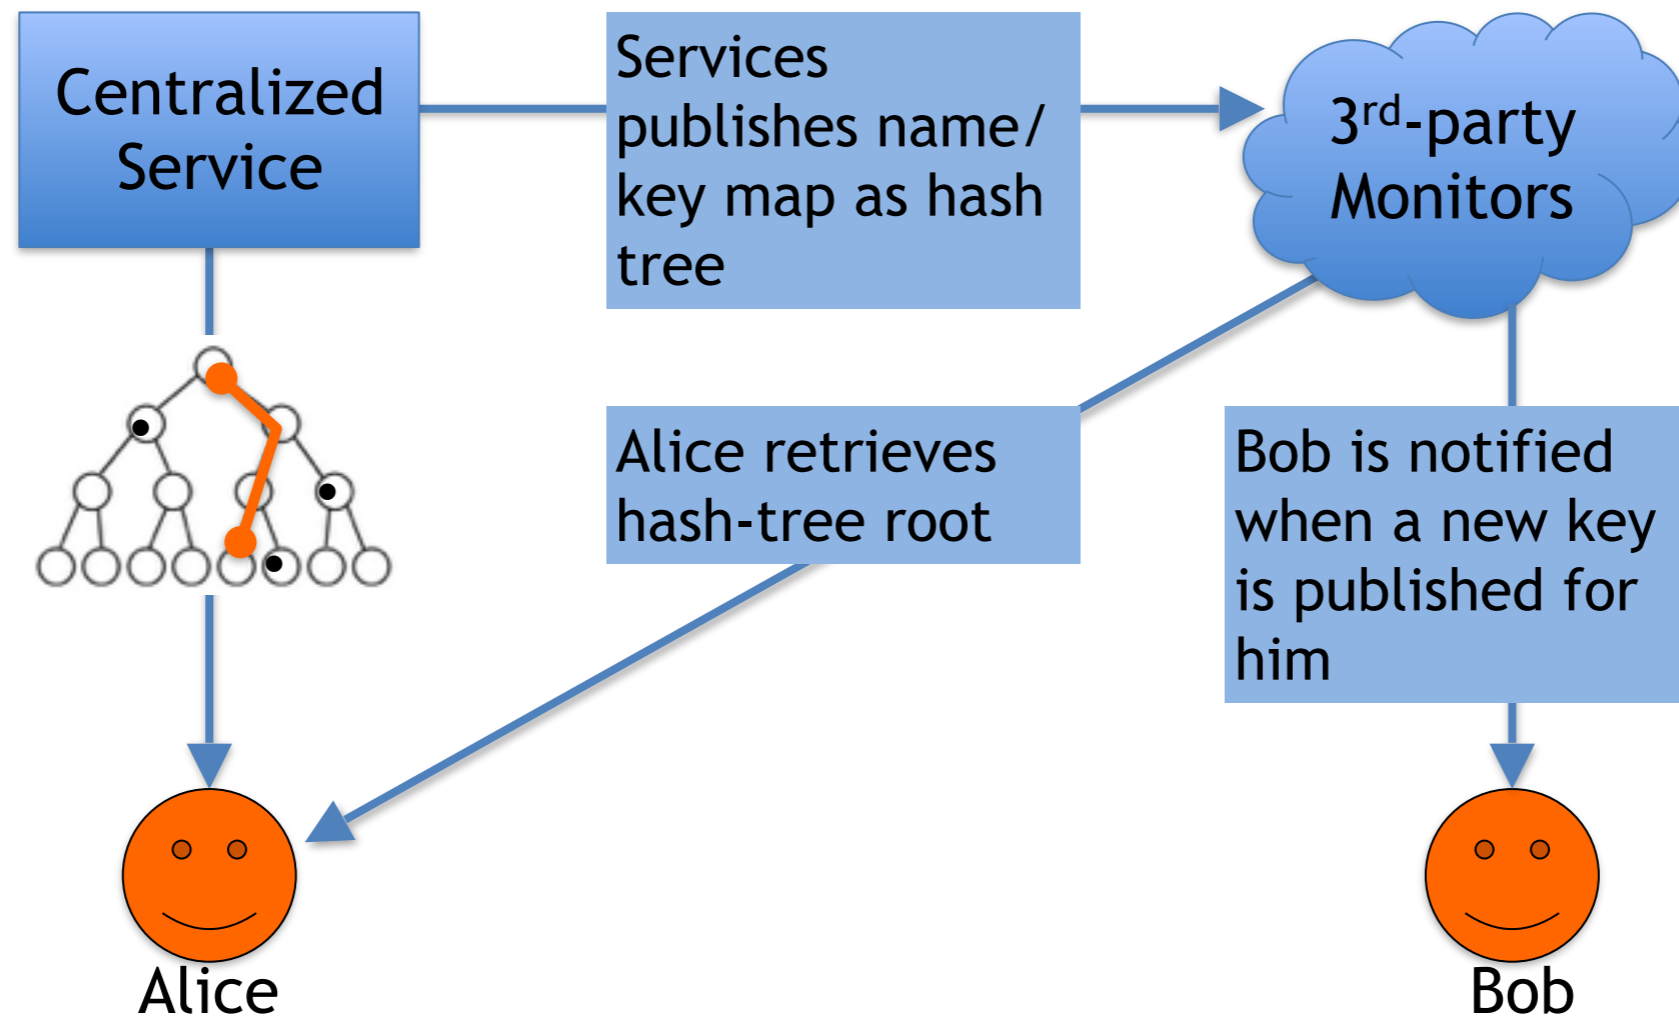 Centralized
Service
Services
publishes name/
key map as hash
tree
3rd-party
Monitors
Alice retrieves
hash-tree root
Bob is notified
when a new key
is published for
him
Alice
Bob